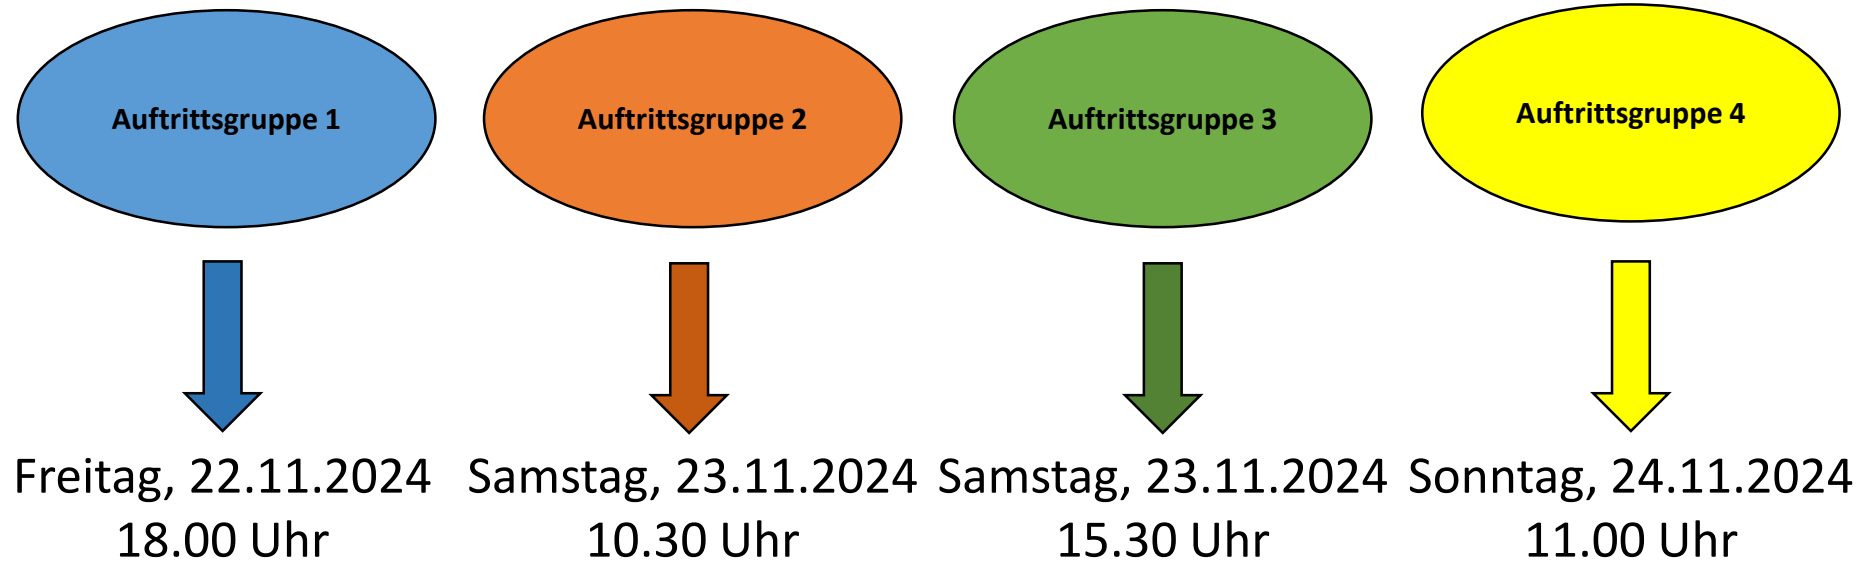 Auftrittsgruppe 1
Auftrittsgruppe 2
Auftrittsgruppe 3
Auftrittsgruppe 4
Freitag, 22.11.2024
18.00 Uhr
Samstag, 23.11.2024
10.30 Uhr
Samstag, 23.11.2024
15.30 Uhr
Sonntag, 24.11.2024
11.00 Uhr